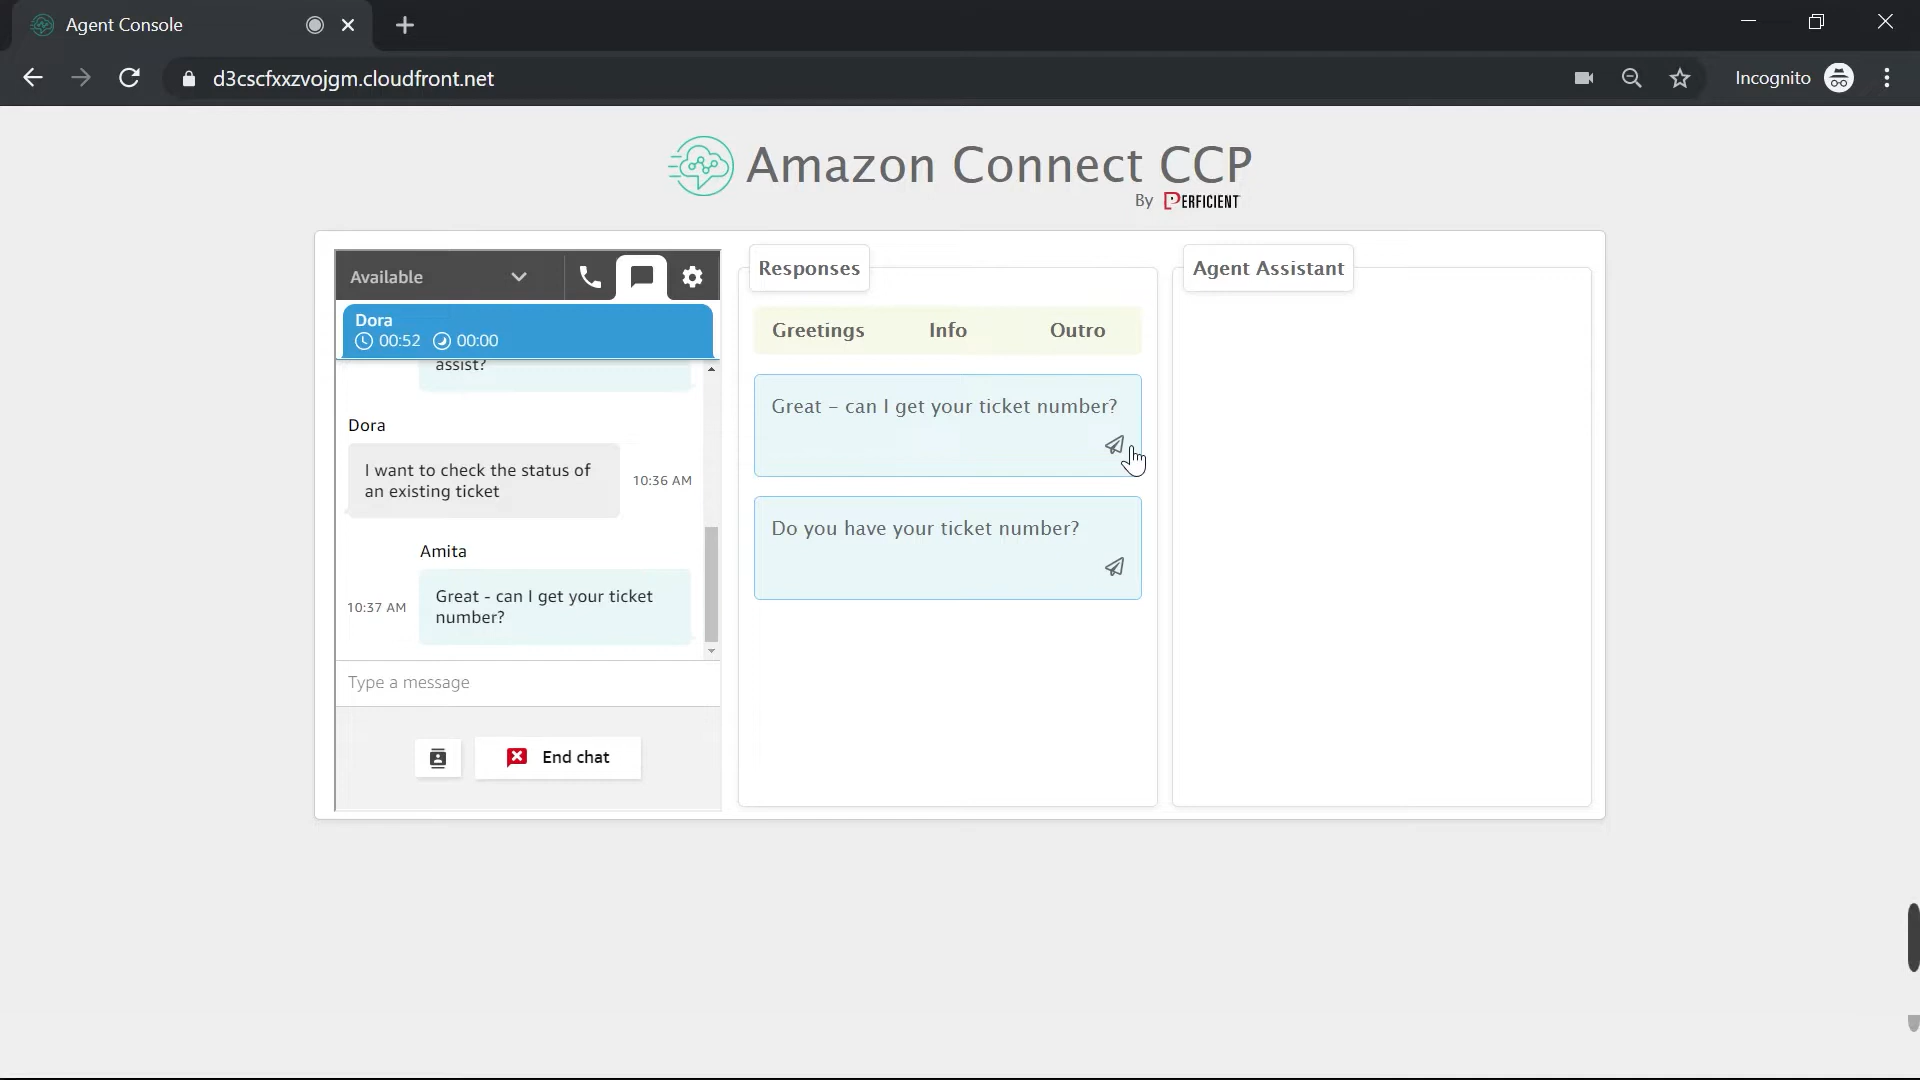 Agent Console
d3cscfxxzvojgm.cloudfront.net
Incognito
Amazon Connect CCP
By PERFICIENT
Available
Dora
00:52 00:00
assist?
Dora
I want to check the status of
an existing ticket
10:36 AM
Amita
10:37 AM
Great - can I get your ticket
number?
Type a message
End chat
Responses
Greetings Info Outro
Great – can I get your ticket number?
Do you have your ticket number?
Agent Assistant